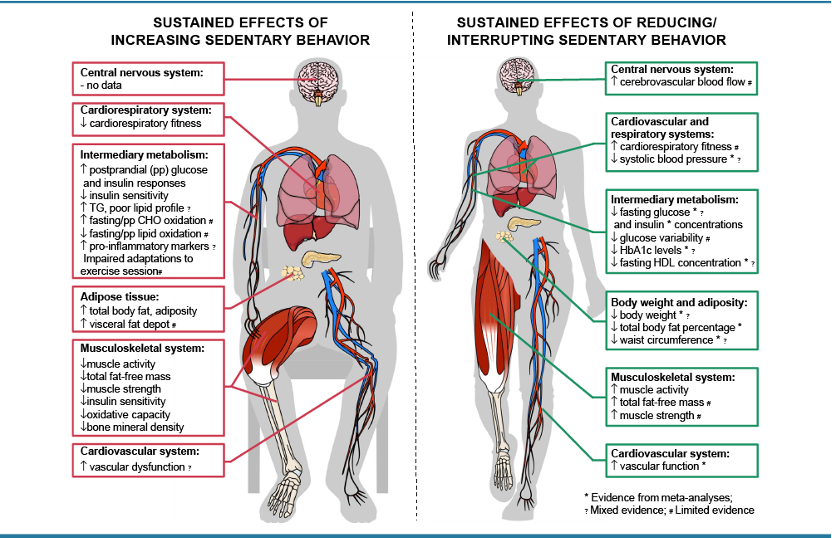 SUSTAINED EFFECTS OF
INCREASING SEDENTARY BEHAVIOR
Central nervous system:
- no data
Cardiorespiratory system:
↓ cardiorespiratory fitness
Intermediary metabolism:
↑ postprandial (pp) glucose
and insulin responses
↓ insulin sensitivity
↑ TG, poor lipid profile ?
↑ fasting/pp CHO oxidation #
↓ fasting/pp lipid oxidation #
↑ pro-inflammatory markers ?
Impaired adaptations to
exercise session#
Adipose tissue:
↑ total body fat, adiposity
↑ visceral fat depot #
Musculoskeletal system:
↓muscle activity
↓total fat-free mass
↓muscle strength
↓insulin sensitivity
↓oxidative capacity
↓bone mineral density
Cardiovascular system:
↑ vascular dysfunction ?
SUSTAINED EFFECTS OF REDUCING/
INTERRUPTING SEDENTARY BEHAVIOR
Central nervous system:
↑ cerebrovascular blood flow #
Cardiovascular and
respiratory systems:
↑ cardiorespiratory fitness #
↓ systolic blood pressure * ?
Intermediary metabolism:
↓ fasting glucose * ?
and insulin * concentrations
↓ glucose variability #
↓ HbA1c levels * ?
↓ fasting HDL concentration * ?
Body weight and adiposity:
↓ body weight * ?
↓ total body fat percentage *
↓ waist circumference * ?
Musculoskeletal system:
↑ muscle activity
↑ total fat-free mass #
↑ muscle strength #
Cardiovascular system:
↑ vascular function *
* Evidence from meta-analyses;
? Mixed evidence; # Limited evidence